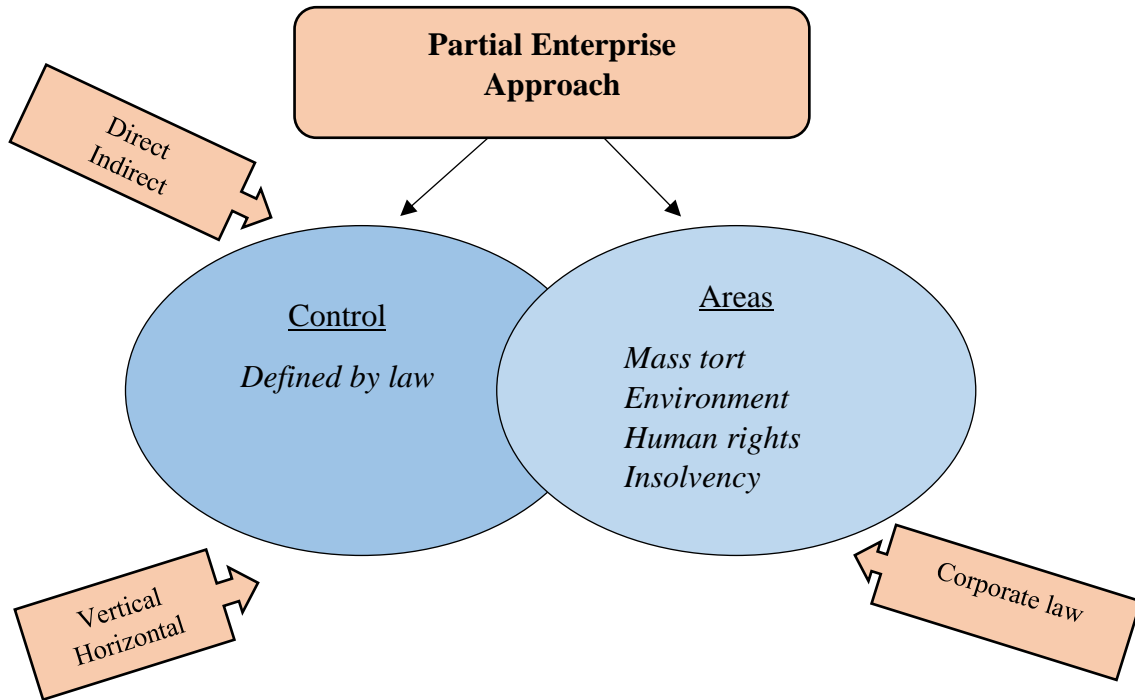 Partial Enterprise
Approach
Direct
Indirect
Control
Defined by law
Areas
Mass tort
Environment
Human rights
Insolvency
Vertical
Horizontal
Corporate law